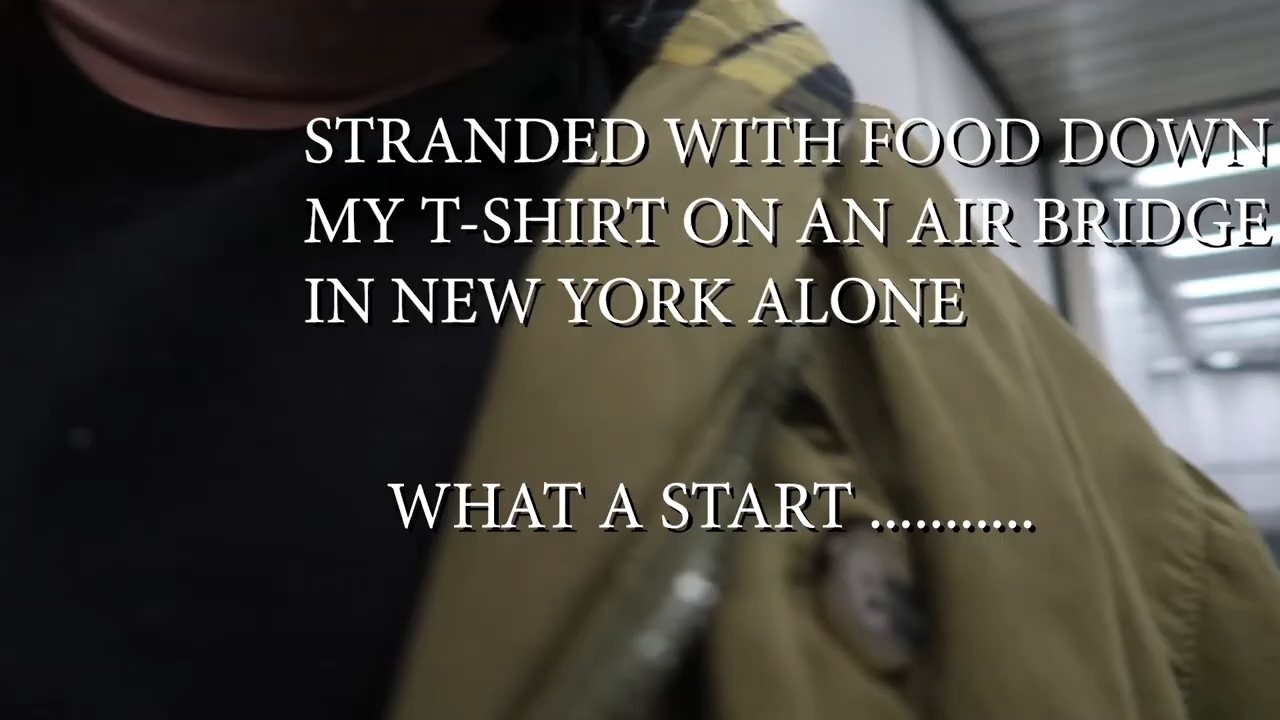 STRANDED WITH FOOD DOWN
MY T-SHIRT ON AN AIR BRIDGE
IN NEW YORK ALONE
WHAT A START ...........